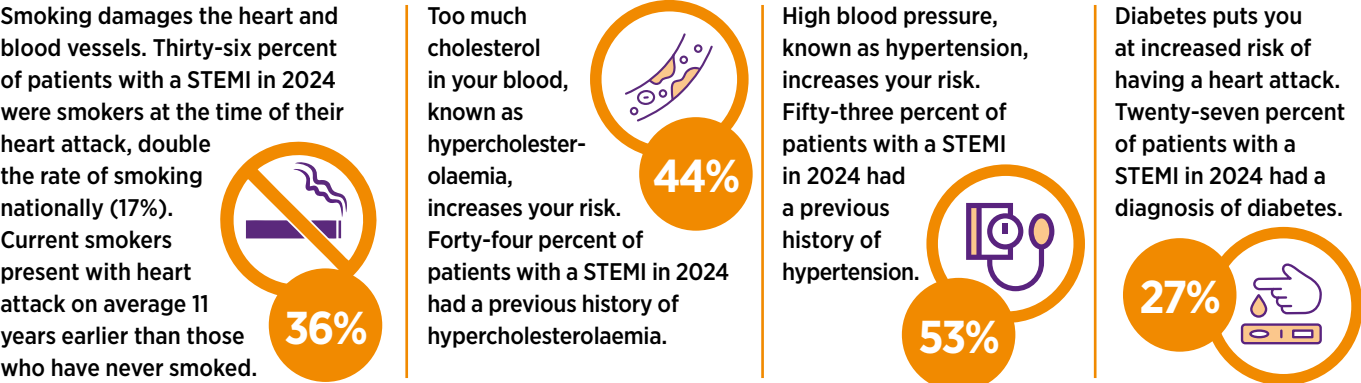 Smoking damages the heart and
blood vessels. Thirty-six percent
of patients with a STEMI in 2024
were smokers at the time of their
heart attack, double
the rate of smoking
nationally (17%).
Current smokers
present with heart
attack on average 11
years earlier than those
who have never smoked.
36%
Too much
cholesterol
in your blood,
known as
hypercholester-
olaemia,
increases your risk.
Forty-four percent of
patients with a STEMI in 2024
had a previous history of
hypercholesterolaemia.
44%
High blood pressure,
known as hypertension,
increases your risk.
Fifty-three percent of
patients with a STEMI
in 2024 had
a previous
history of
hypertension.
53%
Diabetes puts you
at increased risk of
having a heart attack.
Twenty-seven percent
of patients with a
STEMI in 2024 had a
diagnosis of diabetes.
27%